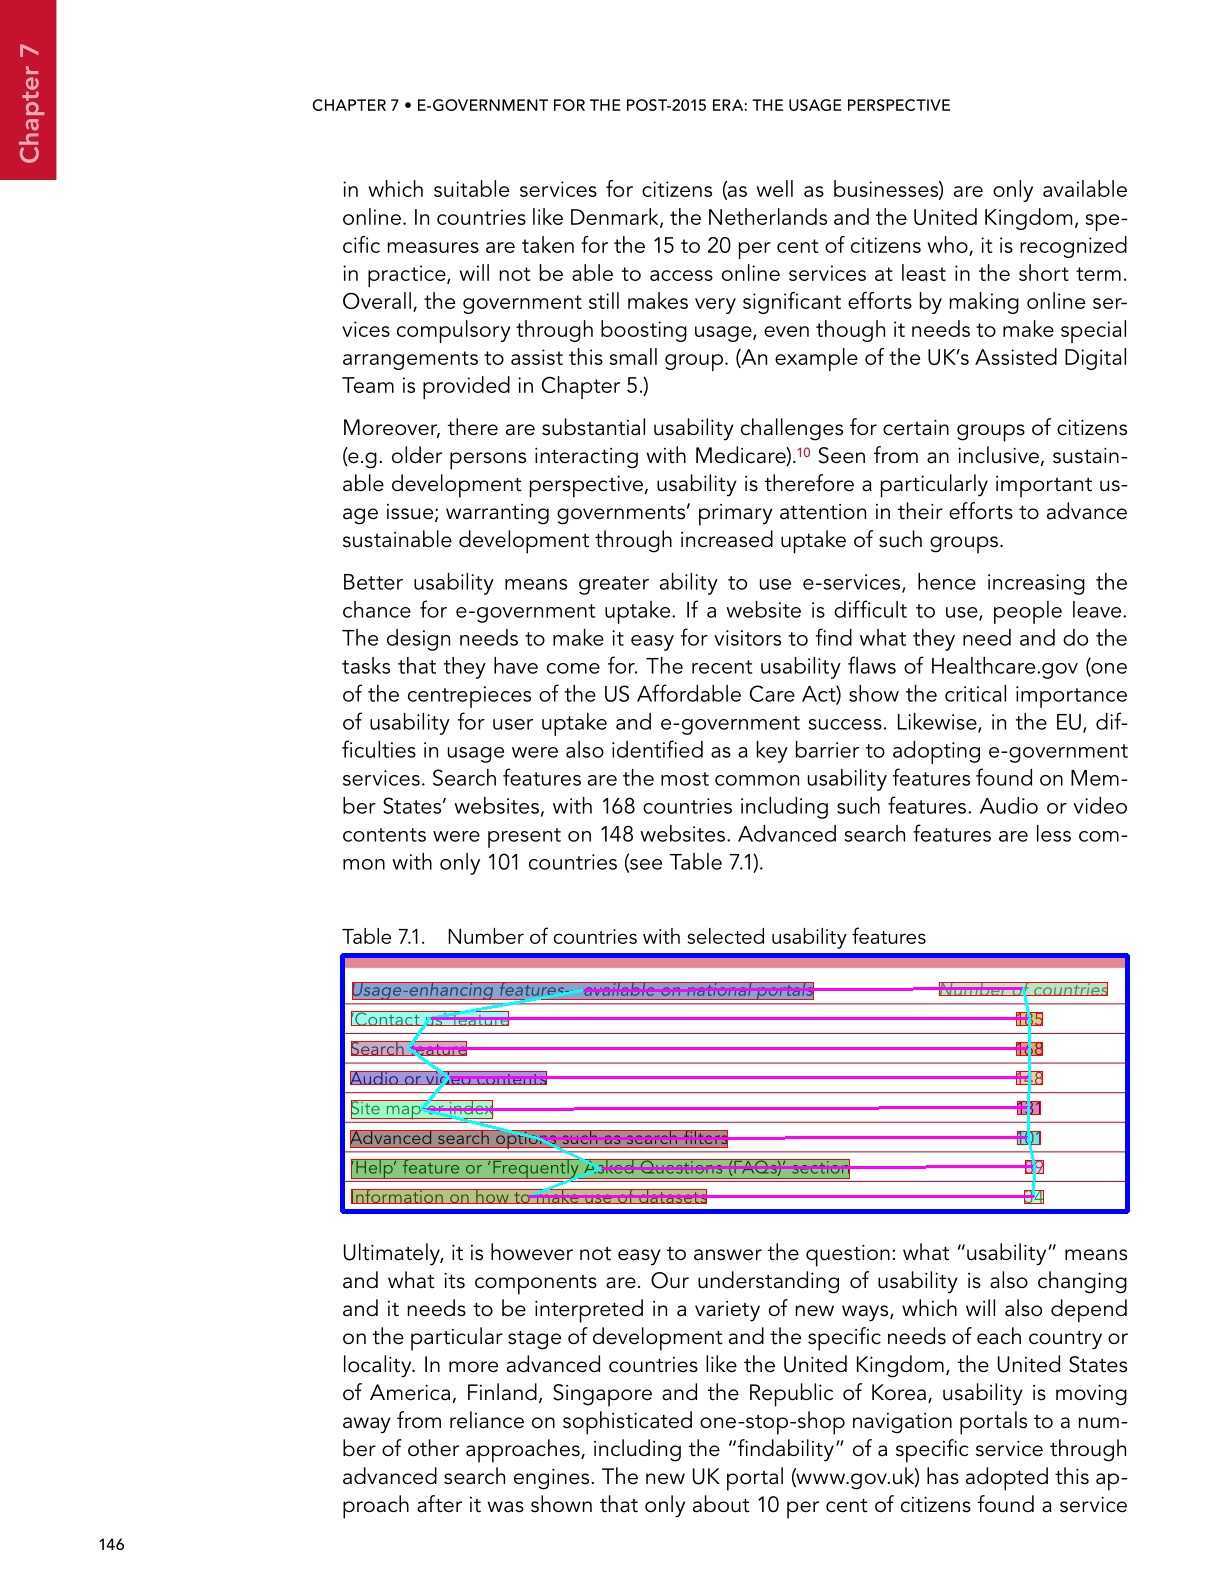 Chapter 7
CHAPTER 7 • E-GOVERNMENT FOR THE POST-2015 ERA: THE USAGE PERSPECTIVE
in which suitable services for citizens (as well as businesses) are only available
online. In countries like Denmark, the Netherlands and the United Kingdom, spe-
cific measures are taken for the 15 to 20 per cent of citizens who, it is recognized
in practice, will not be able to access online services at least in the short term.
Overall, the government still makes very significant efforts by making online ser-
vices compulsory through boosting usage, even though it needs to make special
arrangements to assist this small group. (An example of the UK’s Assisted Digital
Team is provided in Chapter 5.)
Moreover, there are substantial usability challenges for certain groups of citizens
(e.g. older persons interacting with Medicare).10 Seen from an inclusive, sustain-
able development perspective, usability is therefore a particularly important us-
age issue; warranting governments’ primary attention in their efforts to advance
sustainable development through increased uptake of such groups.
Better usability means greater ability to use e-services, hence increasing the
chance for e-government uptake. If a website is difficult to use, people leave.
The design needs to make it easy for visitors to find what they need and do the
tasks that they have come for. The recent usability flaws of Healthcare.gov (one
of the centrepieces of the US Affordable Care Act) show the critical importance
of usability for user uptake and e-government success. Likewise, in the EU, dif-
ficulties in usage were also identified as a key barrier to adopting e-government
services. Search features are the most common usability features found on Mem-
ber States’ websites, with 168 countries including such features. Audio or video
contents were present on 148 websites. Advanced search features are less com-
mon with only 101 countries (see Table 7.1).
Table 7.1. Number of countries with selected usability features
Usage-enhancing features available on national portals Number of countries
‘Contact us’ feature
Search feature 168
Audio or video contents 148
Site map or index
Advanced search options such as search filters 101
‘Help’ feature or ‘Frequently Asked Questions (FAQs)’ section
Information on how to make use of datasets
Ultimately, it is however not easy to answer the question: what “usability” means
and what its components are. Our understanding of usability is also changing
and it needs to be interpreted in a variety of new ways, which will also depend
on the particular stage of development and the specific needs of each country or
locality. In more advanced countries like the United Kingdom, the United States
of America, Finland, Singapore and the Republic of Korea, usability is moving
away from reliance on sophisticated one-stop-shop navigation portals to a num-
ber of other approaches, including the “findability” of a specific service through
advanced search engines. The new UK portal (www.gov.uk) has adopted this ap-
proach after it was shown that only about 10 per cent of citizens found a service
146